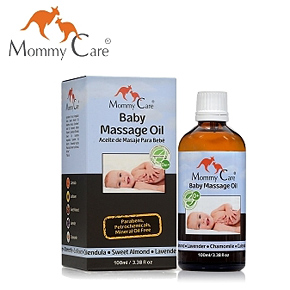 Mommy Care
Mommy Care
Baby
Massage Oil
Aceite de Masaje Para Bebé
Parabens,
Petrochemicals,
Mineral Oil Free
Calendula • Sweet Almond • Lavender
100ml / 3.38 fl oz
Mommy Care
Baby Massage Oil
Lavender • Chamomile •
100ml / 3.38 fl oz